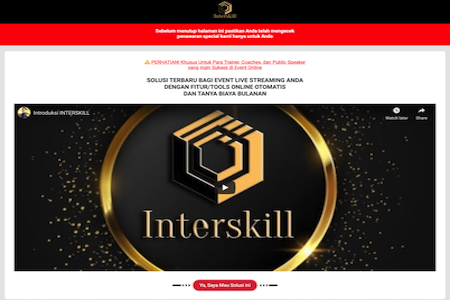 Interskill
Sebelum menutup halaman ini pastikan Anda telah mengecek
penawaran special kami hanya untuk Anda
⚠ PERHATIAN! Khusus Untuk Para Trainer, Coaches, dan Public Speaker
yang ingin Sukses di Event Online
SOLUSI TERBARU BAGI EVENT LIVE STREAMING ANDA
DENGAN FITUR/TOOLS ONLINE OTOMATIS
DAN TANYA BIAYA BULANAN
Introduksi INTERSKILL
Watch later
Share
Interskill
Ya, Saya Mau Solusi Ini